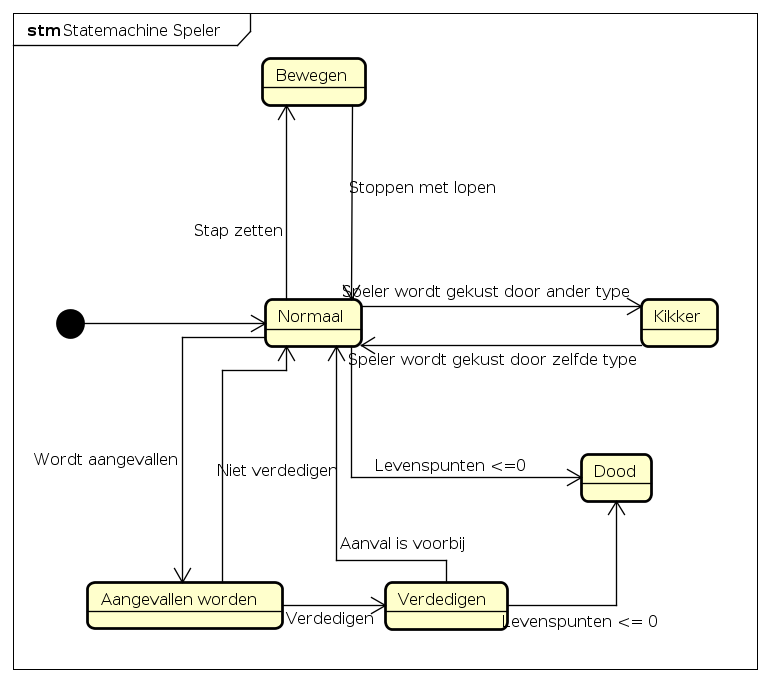 stm Statemachine Speler
Bewegen
Stoppen met lopen
Stap zetten
Speler wordt gekust door ander type
Normaal
Kikker
Speler wordt gekust door zelfde type
Wordt aangevallen
Niet verdedigen
Levenspunten <=0
Dood
Aanval is voorbij
Aangevallen worden
Verdedigen
Verdedigen
Levenspunten <= 0